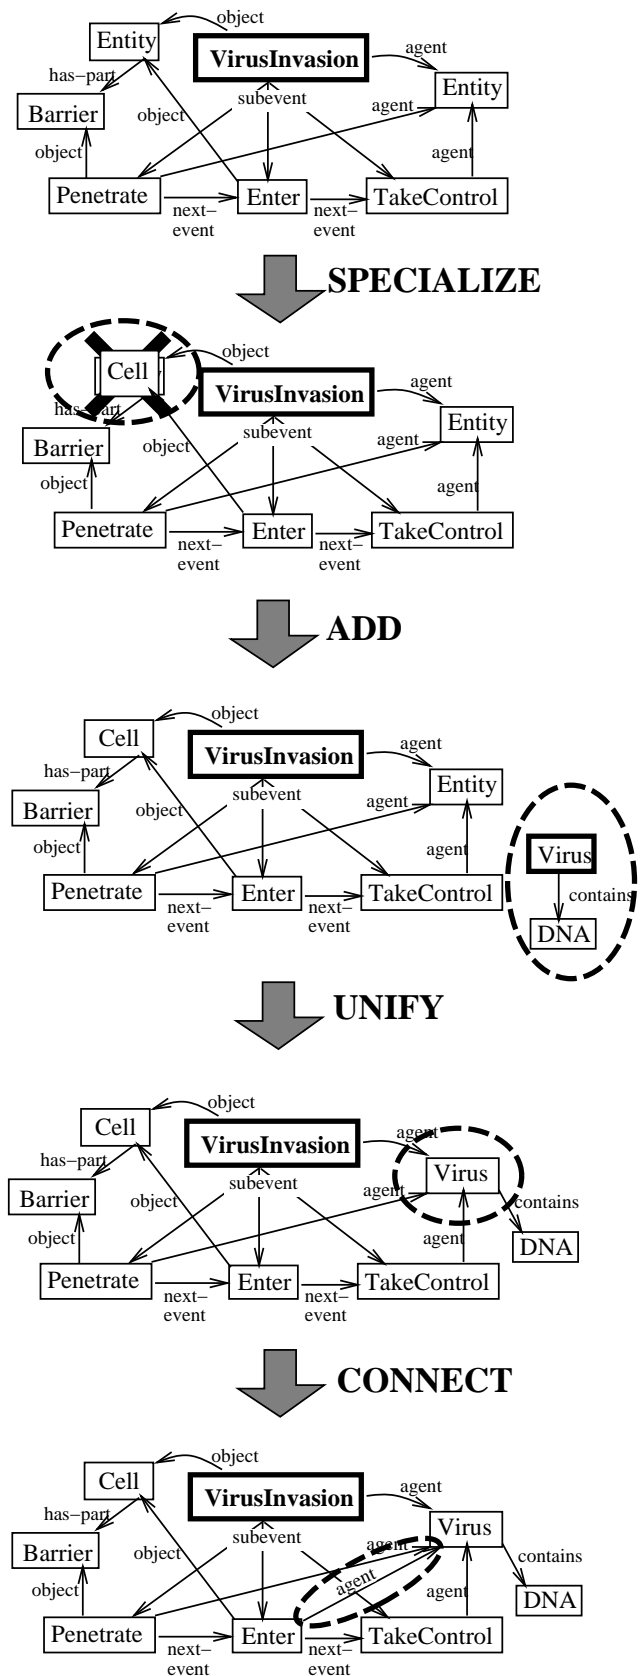 object
Entity
VirusInvasion
agent
has-part
subevent
Entity
Barrier
object
agent
object
agent
Penetrate
Enter
TakeControl
next-
event
next-
event
SPECIALIZE
object
Cell
VirusInvasion
agent
has-part
subevent
Entity
Barrier
object
agent
object
agent
Penetrate
Enter
TakeControl
next-
event
next-
event
ADD
object
Cell
VirusInvasion
agent
has-part
subevent
Entity
Barrier
object
agent
object
agent
Virus
contains
Penetrate
Enter
TakeControl
next-
event
next-
event
DNA
UNIFY
object
Cell
VirusInvasion
agent
has-part
subevent
Virus
Barrier
object
agent
contains
object
agent
DNA
Penetrate
Enter
TakeControl
next-
event
next-
event
CONNECT
object
Cell
VirusInvasion
agent
has-part
subevent
Virus
Barrier
object
agent
contains
object
agent
agent
DNA
Penetrate
Enter
TakeControl
next-
event
next-
event